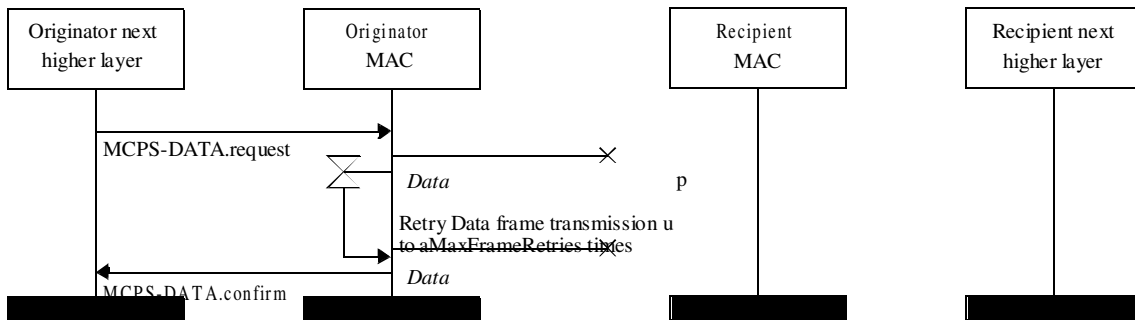 Originator next
higher layer
Originator
MAC
Recipient
MAC
Recipient next
higher layer
MCPS-DATA.request
Data
p
Retry Data frame transmission u
to aMaxFrameRetries times
Data
MCPS-DATA.confirm